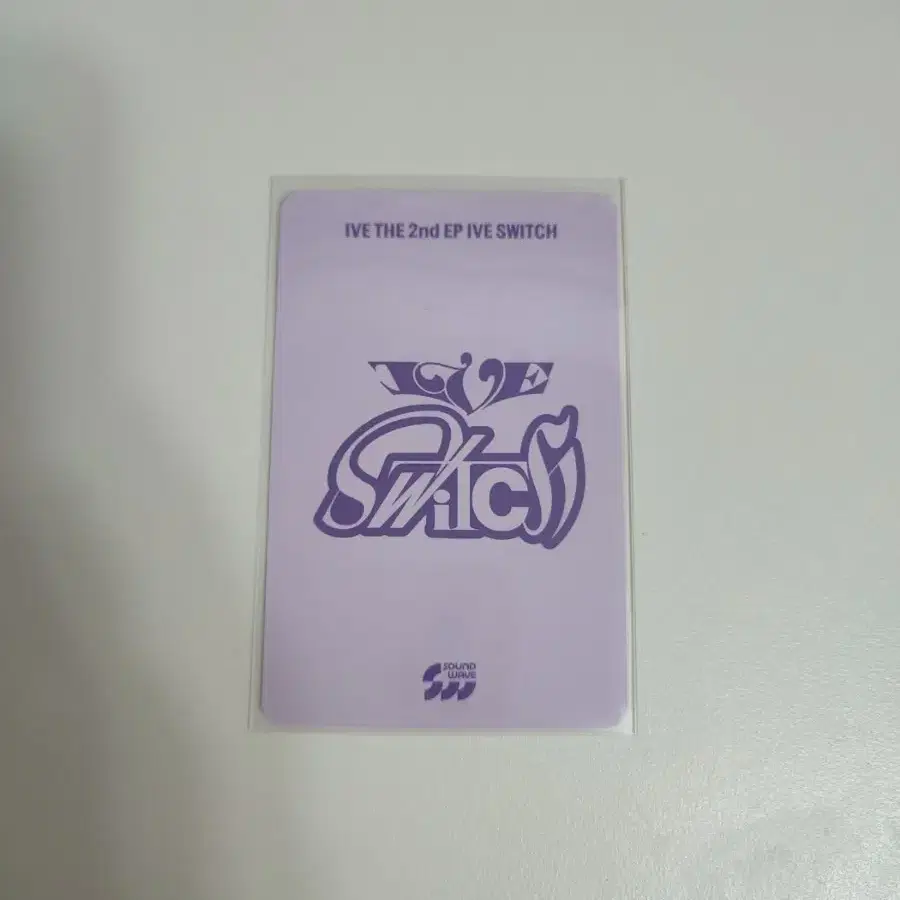 IVE THE 2nd EP IVE SWITCH
IVE
SWiTCH
SOUND
WAVE